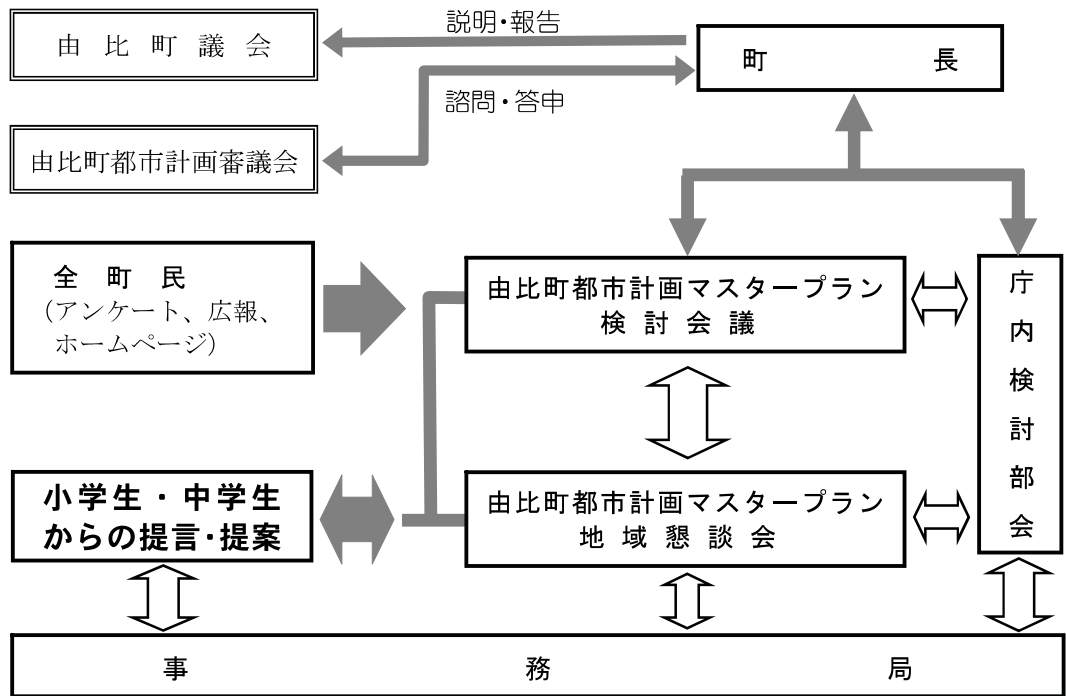 由比町議会
説明・報告
町長
諮問・答申
由比町都市計画審議会
全町民
（アンケート、広報、
ホームページ）
由比町都市計画マスタープラン
検討会議
庁内検討部会
小学生・中学生
からの提言・提案
由比町都市計画マスタープラン
地域懇談会
事務局